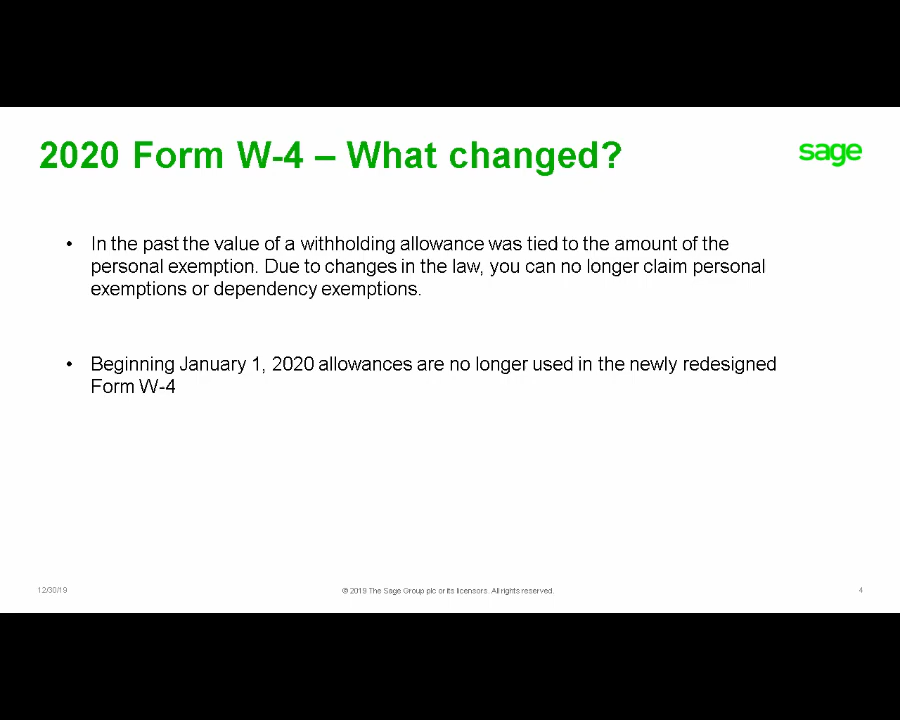 2020 Form W-4 – What changed?
sage
• In the past the value of a withholding allowance was tied to the amount of the
personal exemption. Due to changes in the law, you can no longer claim personal
exemptions or dependency exemptions.
• Beginning January 1, 2020 allowances are no longer used in the newly redesigned
Form W-4
12/30/19
© 2019 The Sage Group plc or its licensors. All rights reserved.
4